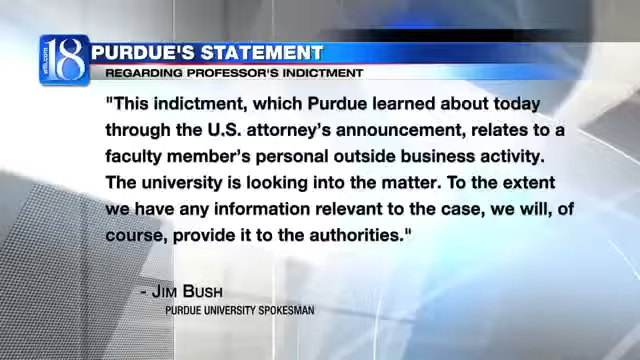 18
wlfi.com
PURDUE'S STATEMENT
REGARDING PROFESSOR'S INDICTMENT
"This indictment, which Purdue learned about today
through the U.S. attorney's announcement, relates to a
faculty member's personal outside business activity.
The university is looking into the matter. To the extent
we have any information relevant to the case, we will, of
course, provide it to the authorities."
- JIM BUSH
PURDUE UNIVERSITY SPOKESMAN